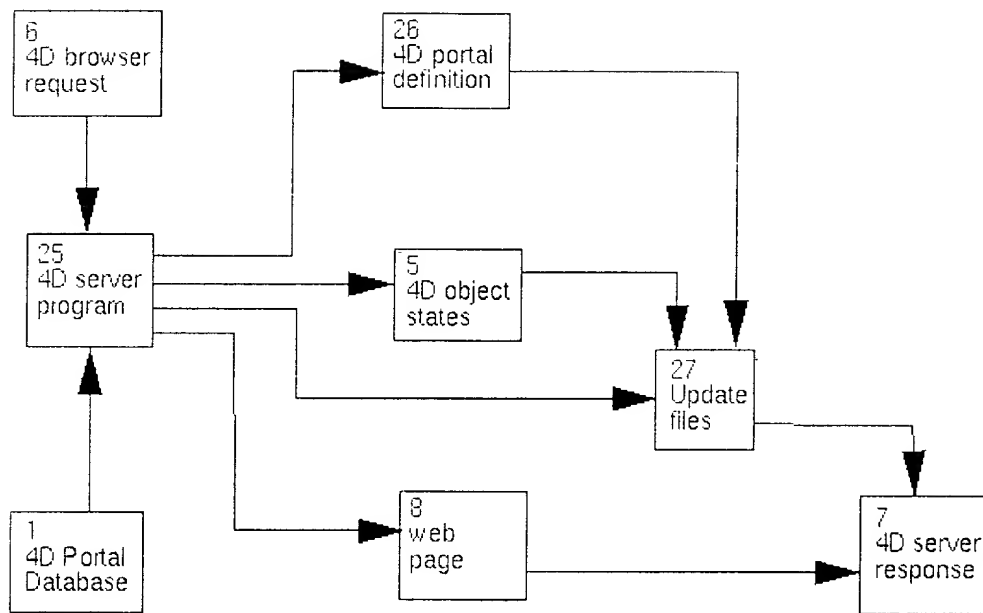 6
4D browser
request
26
4D portal
definition
25
4D server
program
5
4D object
states
27
Update
files
1
4D Portal
Database
8
web
page
7
4D server
response